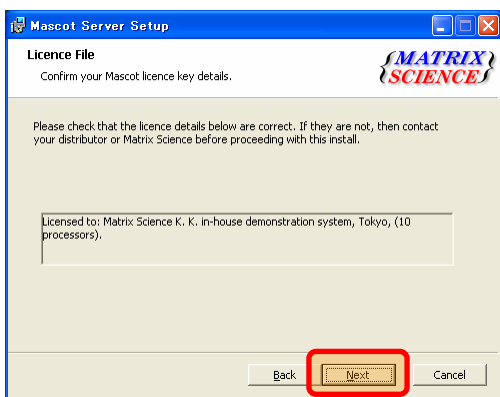 Mascot Server Setup
Licence File
Confirm your Mascot licence key details.
MATRIX
SCIENCE
Please check that the licence details below are correct. If they are not, then contact
your distributor or Matrix Science before proceeding with this install.
Licensed to: Matrix Science K. K. in-house demonstration system, Tokyo, (10
processors).
Back Next Cancel